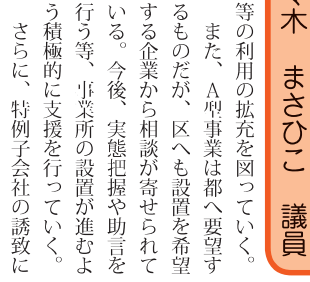 木 まさひこ 議員
等の利用の拡充を図っていく。
また、A型事業は都へ要望す
るものだが、区へも設置を希望
する企業から相談が寄せられて
いる。今後、実態把握や助言を
行う等、事業所の設置が進むよ
う積極的に支援を行っていく。
さらに、特例子会社の誘致に